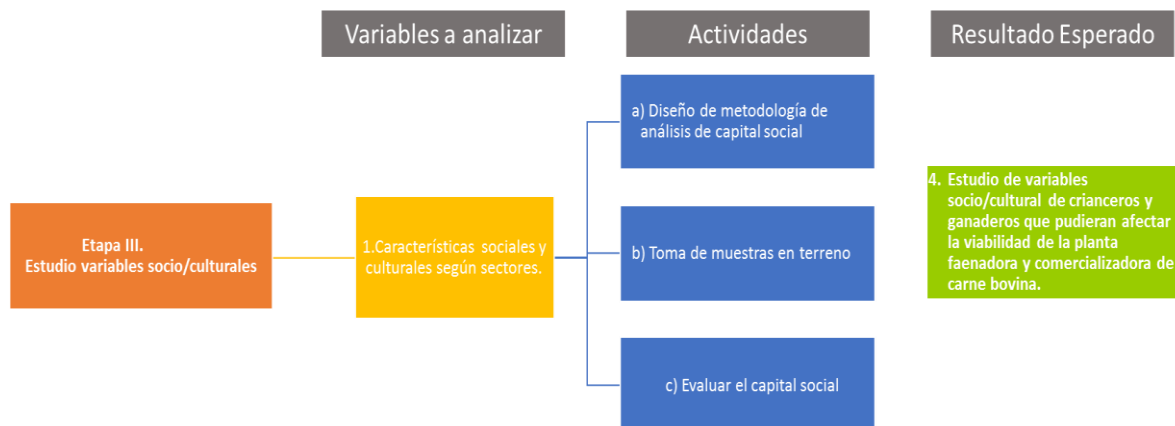 Variables a analizar
Actividades
Resultado Esperado
Etapa III.
Estudio variables socio/culturales
1.Características sociales y
culturales según sectores.
a) Diseño de metodología de
análisis de capital social
b) Toma de muestras en terreno
c) Evaluar el capital social
4. Estudio de variables
socio/cultural de crianceros y
ganaderos que pudieran afectar
la viabilidad de la planta
faenadora y comercializadora de
carne bovina.